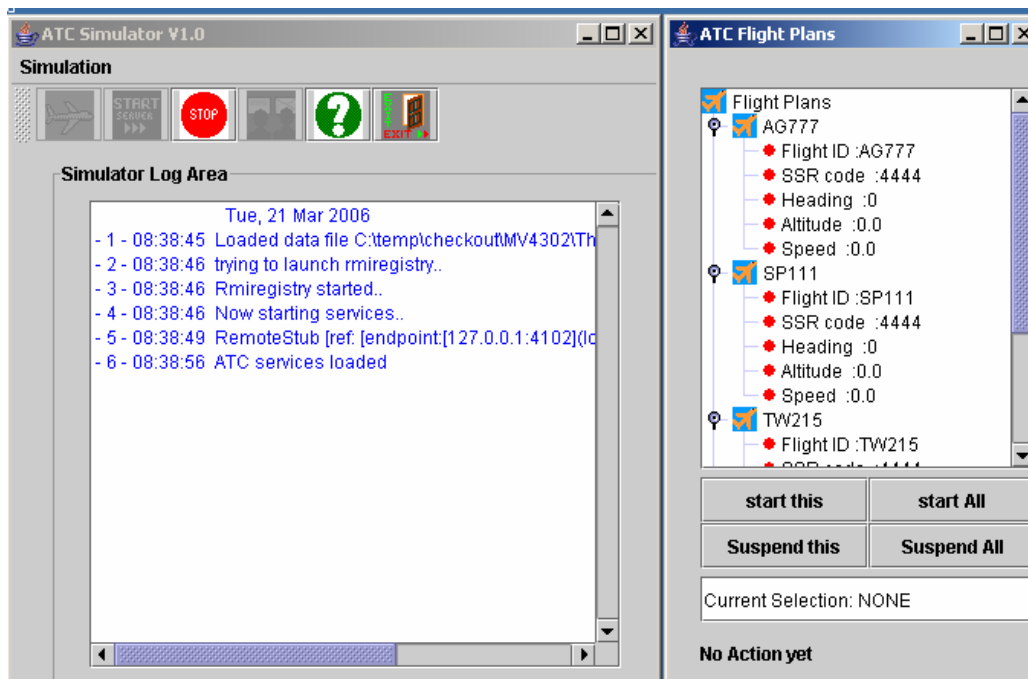 ATC Simulator V1.0
Simulation
START SERVER >>>
STOP
?
EXIT
EXIT
Simulator Log Area
Tue, 21 Mar 2006
- 1 - 08:38:45 Loaded data file C:\temp\checkout\MV4302\Th
- 2 - 08:38:46 trying to launch rmiregistry..
- 3 - 08:38:46 Rmiregistry started..
- 4 - 08:38:46 Now starting services..
- 5 - 08:38:49 RemoteStub [ref: [endpoint:[127.0.0.1:4102](lo
- 6 - 08:38:56 ATC services loaded
ATC Flight Plans
Flight Plans
AG777
Flight ID :AG777
SSR code :4444
Heading :0
Altitude :0.0
Speed :0.0
SP111
Flight ID :SP111
SSR code :4444
Heading :0
Altitude :0.0
Speed :0.0
TW215
Flight ID :TW215
start this
start All
Suspend this
Suspend All
Current Selection: NONE
No Action yet